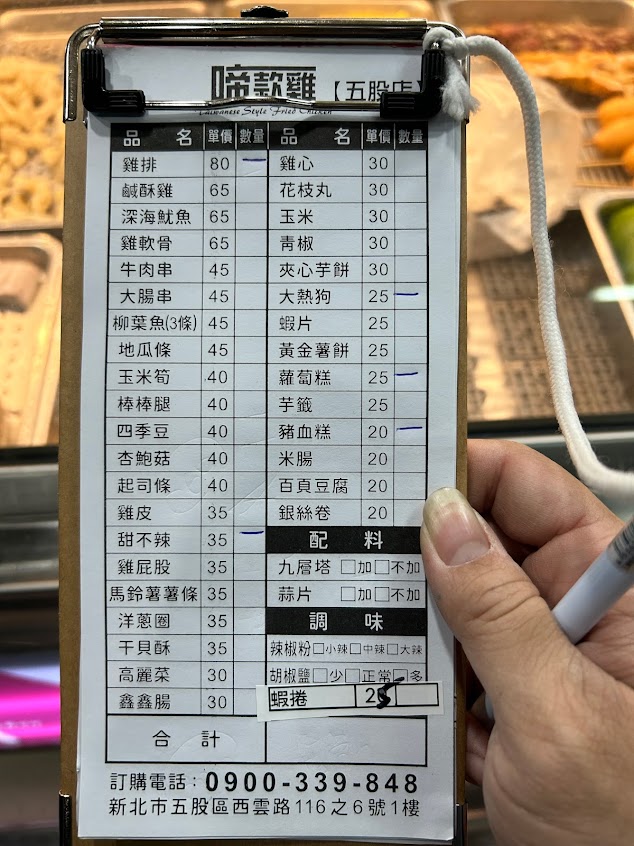 啼款雞【五股店】
Taiwanese Style Fried Chicken
品 名 單價 數量 品 名 單價 數量
雞排 80 一 雞心 30
鹹酥雞 65 花枝丸 30
深海魷魚 65 玉米 30
雞軟骨 65 青椒 30
牛肉串 45 夾心芋餅 30
大腸串 45 大熱狗 25 一
柳葉魚(3條) 45 蝦片 25
地瓜條 45 黃金薯餅 25
玉米筍 40 蘿蔔糕 25 一
棒棒腿 40 芋籤 25
四季豆 40 豬血糕 20 一
杏鮑菇 40 米腸 20
起司條 40 百頁豆腐 20
雞皮 35 銀絲卷 20
甜不辣 35 一 配 料
雞屁股 35 九層塔 □加□不加
馬鈴薯薯條 35 蒜片 □加□不加
洋蔥圈 35 調 味
干貝酥 35 辣椒粉□小辣□中辣□大辣
高麗菜 30 胡椒鹽□少□正常□多
鑫鑫腸 30 蝦捲 25
合 計
訂購電話：0900-339-848
新北市五股區西雲路116之6號1樓